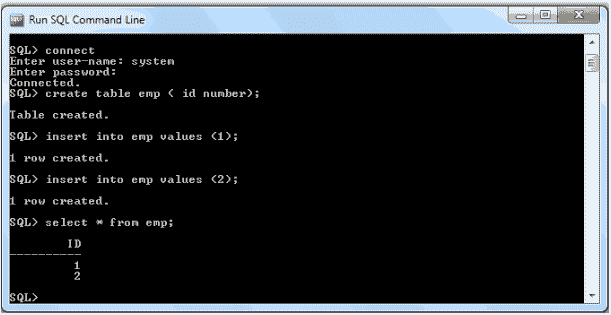 Run SQL Command Line
SQL> connect
Enter user-name: system
Enter password:
Connected.
SQL> create table emp ( id number);
Table created.
SQL> insert into emp values (1);
1 row created.
SQL> insert into emp values (2);
1 row created.
SQL> select * from emp;
ID
----------
1
2
SQL>